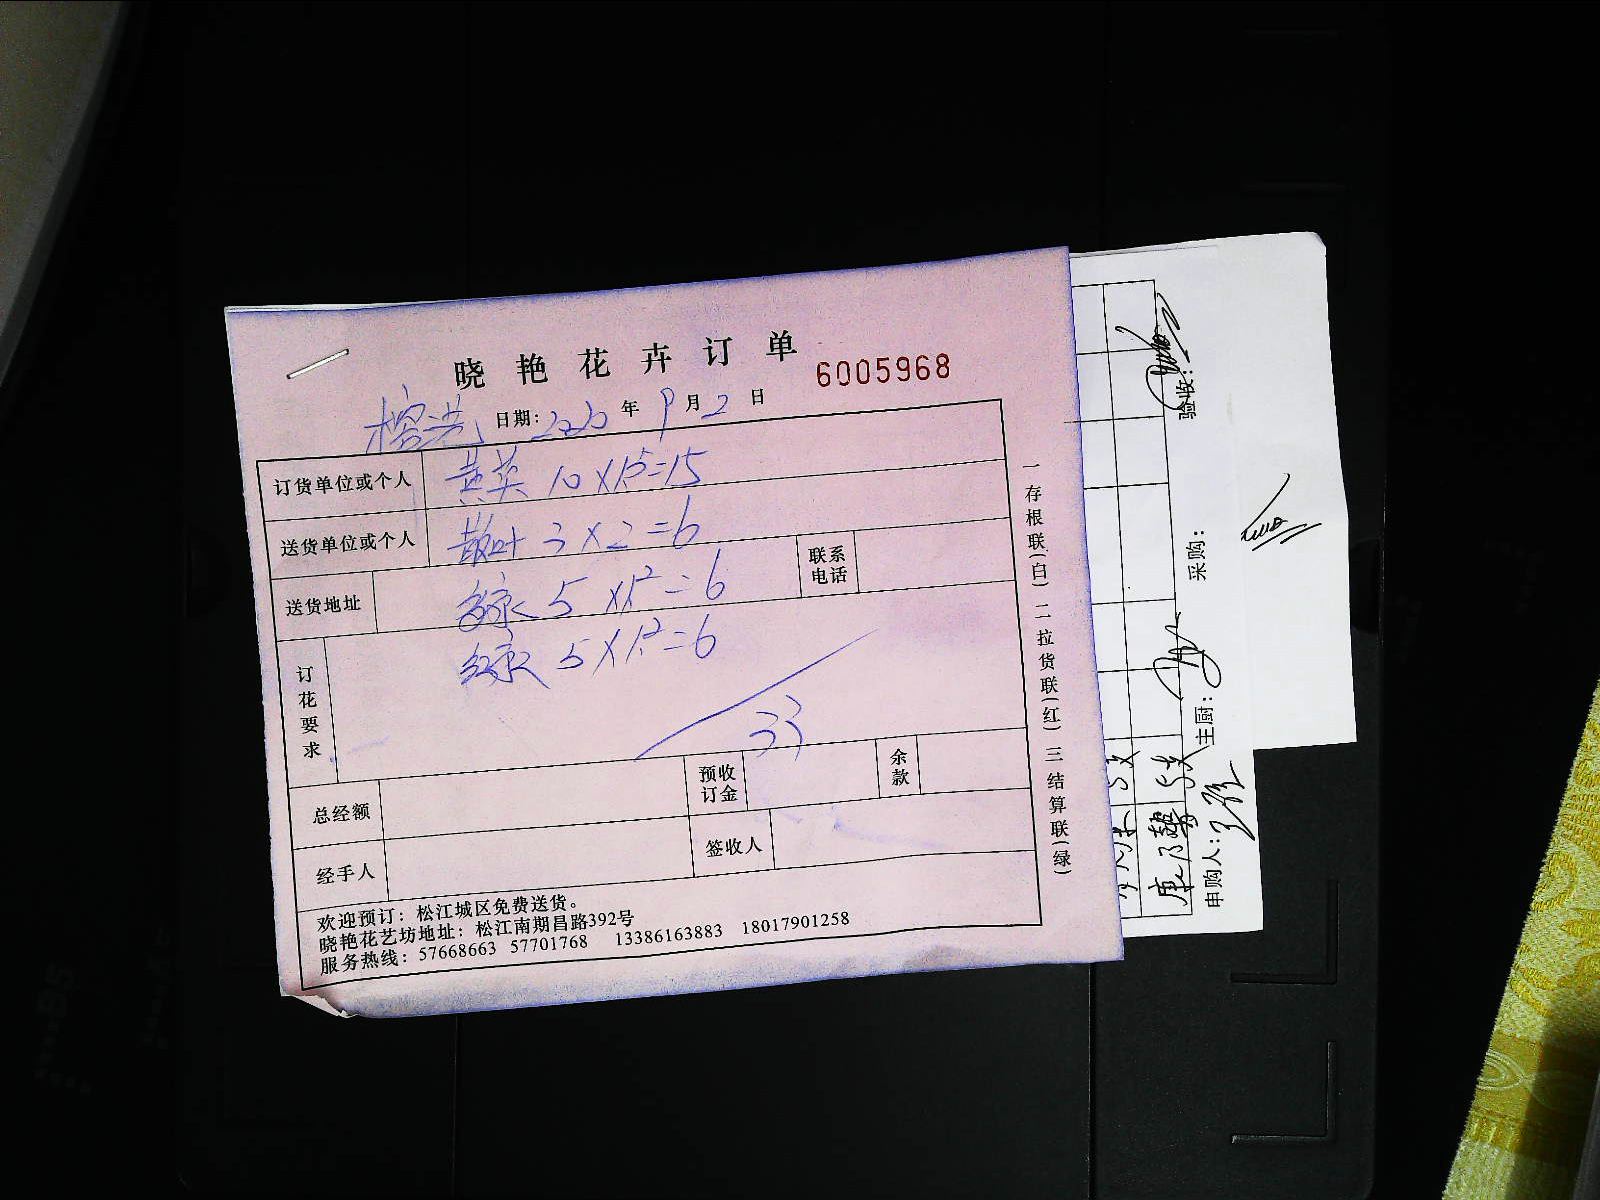 晓艳花卉订单 6005968
日期: 2020 年 9 月 2 日
订货单位或个人 黄英 10×1.5=15
送货单位或个人 散叶 3×2=6
送货地址 5×1.2=6 联系电话
订花要求 5×1.2=6
33
总经额 预收订金 余款
经手人 签收人
欢迎预订：松江城区免费送货。
晓艳花艺坊地址：松江南期昌路392号
服务热线：57668663 57701768 13386163883 18017901258
一存根联(白) 二拉货联(红) 三结算联(绿)
验收:
采购:
主厨:
申购人: